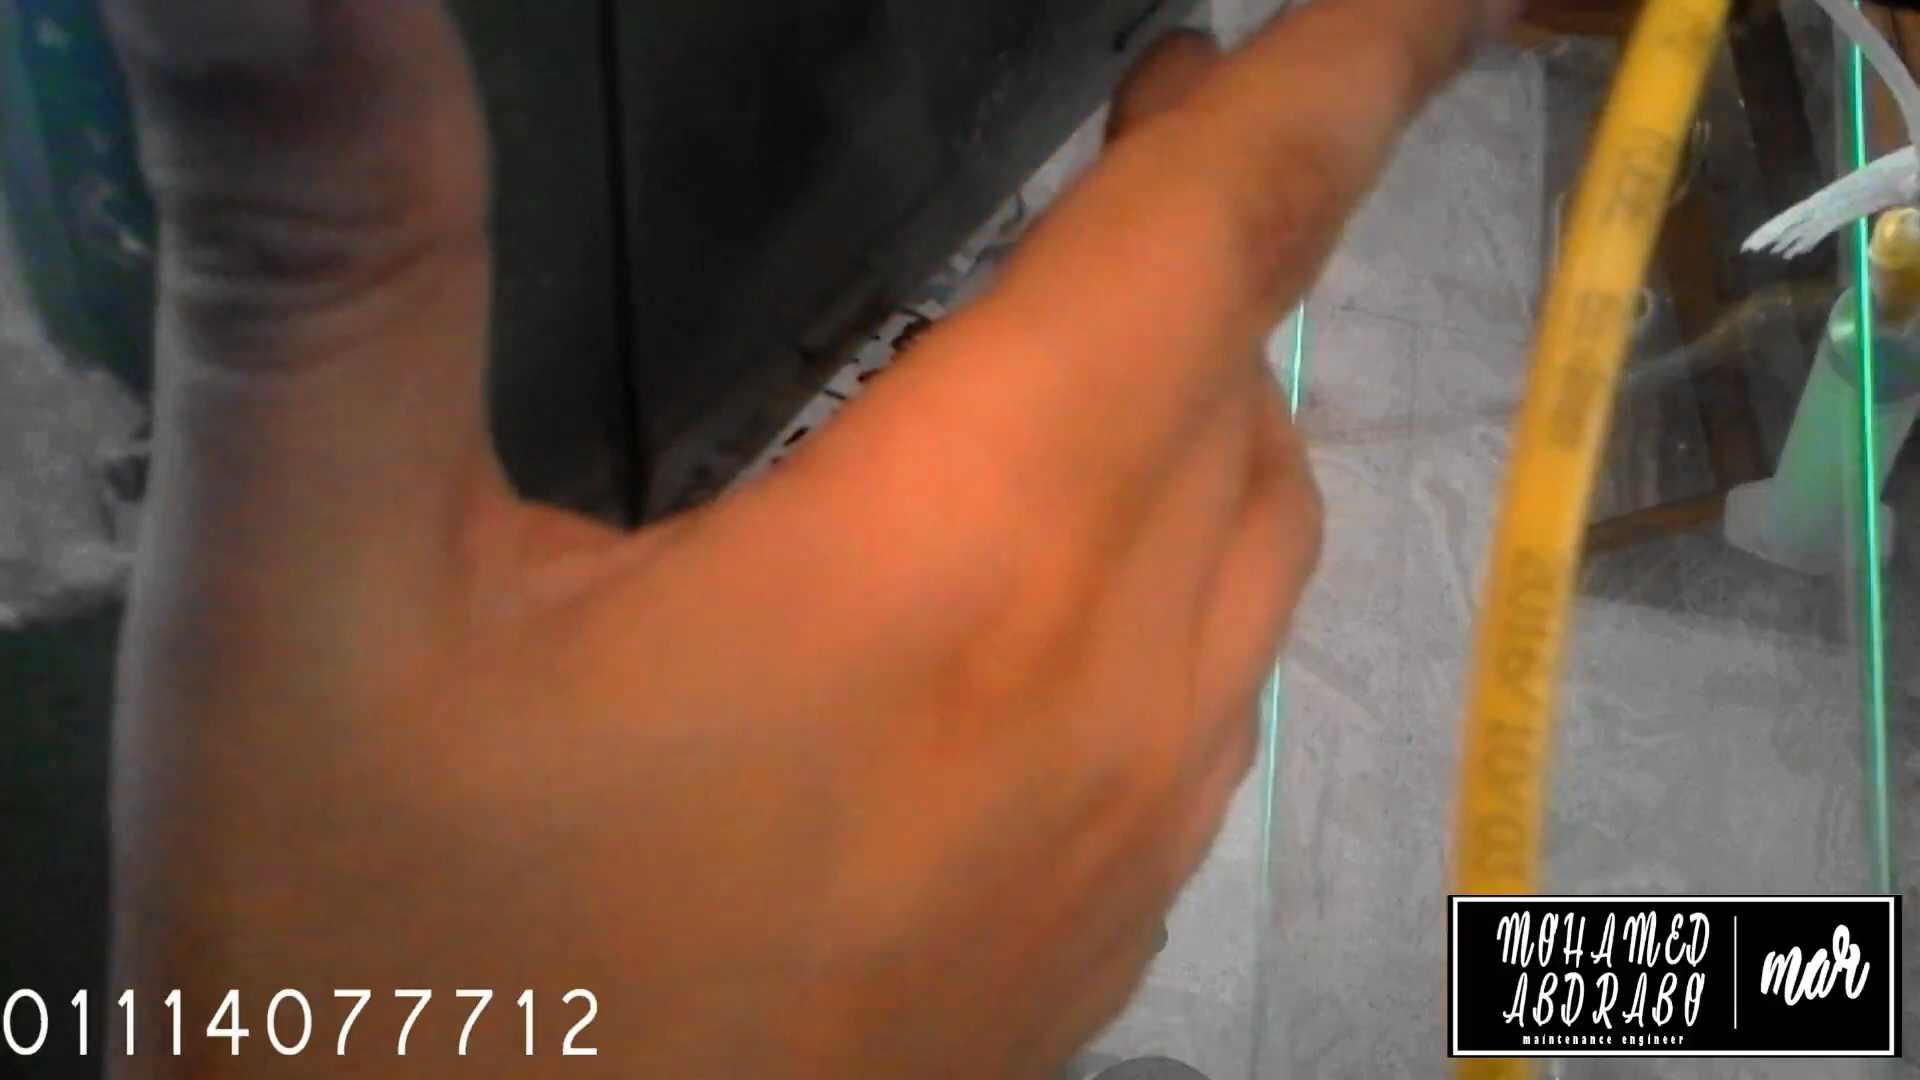 01114077712
MOHAMED
ABDRABO
mar
maintenance engineer